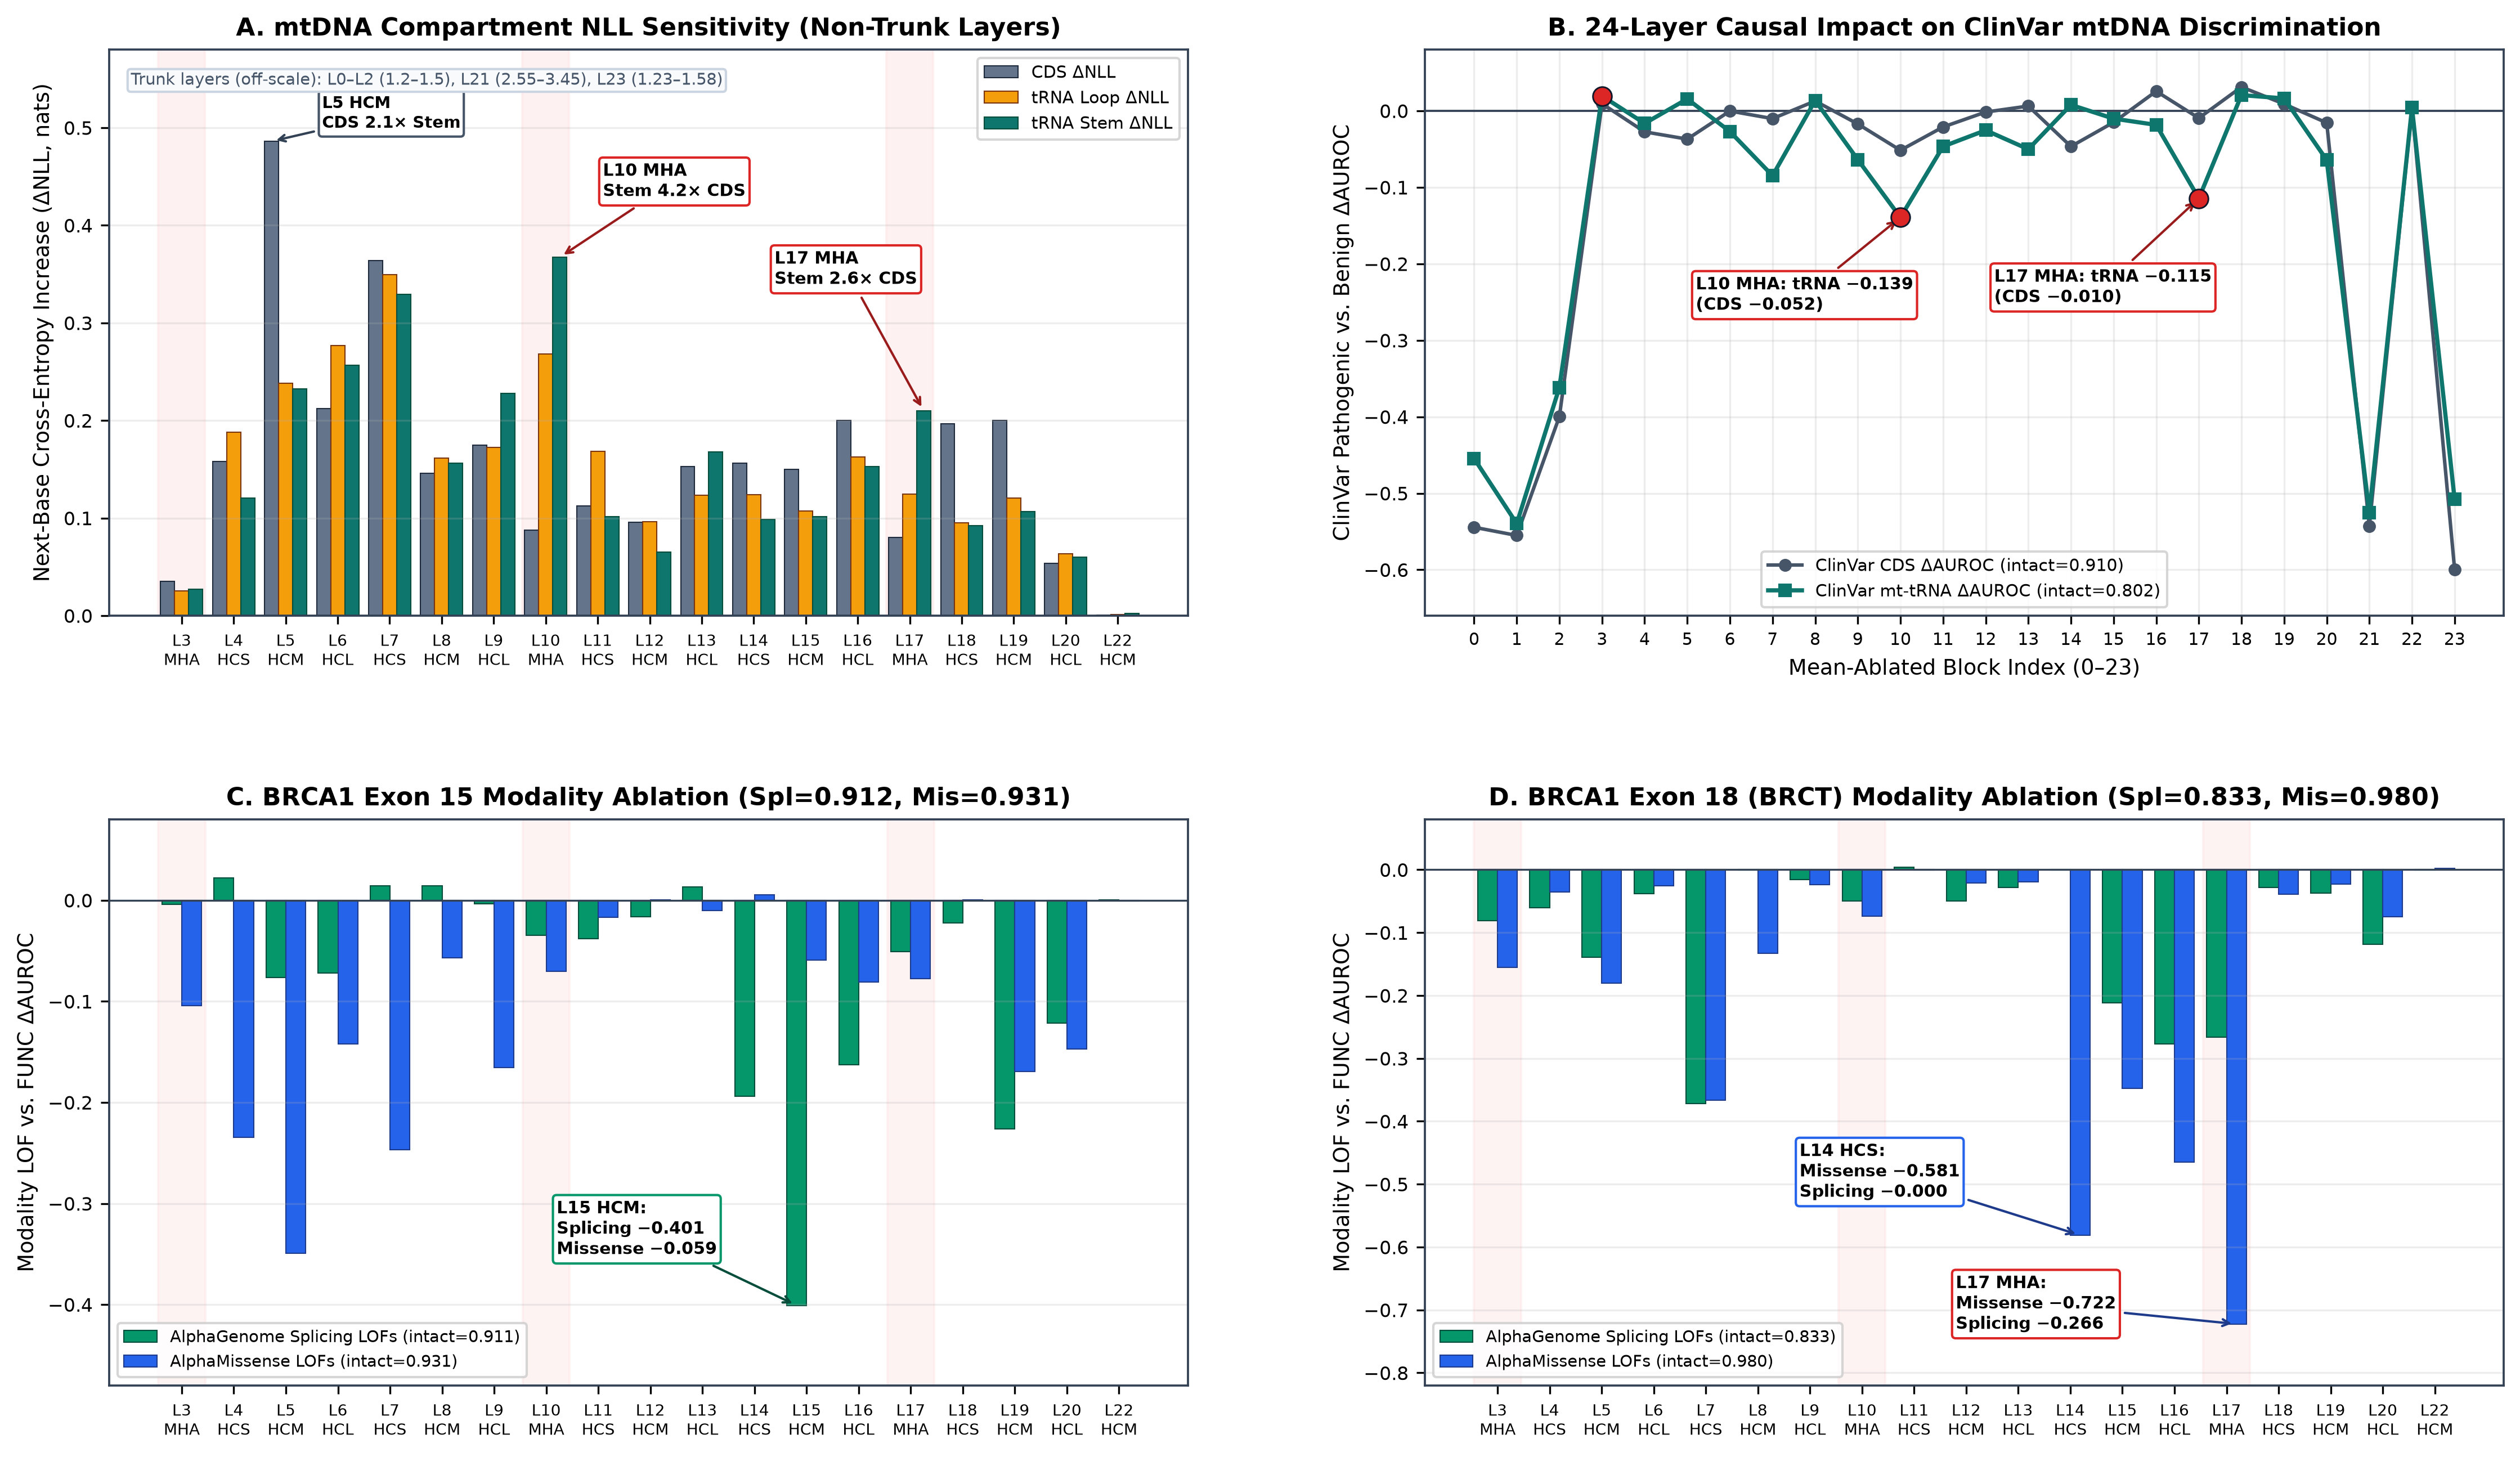 A. mtDNA Compartment NLL Sensitivity (Non-Trunk Layers)
Next-Base Cross-Entropy Increase (ΔNLL, nats)
0.5
0.4
0.3
0.2
0.1
0.0
Trunk layers (off-scale): L0–L2 (1.2–1.5), L21 (2.55–3.45), L23 (1.23–1.58)
CDS ΔNLL
tRNA Loop ΔNLL
tRNA Stem ΔNLL
L5 HCM
CDS 2.1× Stem
L10 MHA
Stem 4.2× CDS
L17 MHA
Stem 2.6× CDS
L3 L4 L5 L6 L7 L8 L9 L10 L11 L12 L13 L14 L15 L16 L17 L18 L19 L20 L22
MHA HCS HCM HCL HCS HCM HCL MHA HCS HCM HCL HCS HCM HCL MHA HCS HCM HCL HCM
B. 24-Layer Causal Impact on ClinVar mtDNA Discrimination
ClinVar Pathogenic vs. Benign ΔAUROC
0.0
−0.1
−0.2
−0.3
−0.4
−0.5
−0.6
L10 MHA: tRNA −0.139
(CDS −0.052)
L17 MHA: tRNA −0.115
(CDS −0.010)
ClinVar CDS ΔAUROC (intact=0.910)
ClinVar mt-tRNA ΔAUROC (intact=0.802)
0 1 2 3 4 5 6 7 8 9 10 11 12 13 14 15 16 17 18 19 20 21 22 23
Mean-Ablated Block Index (0–23)
C. BRCA1 Exon 15 Modality Ablation (Spl=0.912, Mis=0.931)
Modality LOF vs. FUNC ΔAUROC
0.0
−0.1
−0.2
−0.3
−0.4
L15 HCM:
Splicing −0.401
Missense −0.059
AlphaGenome Splicing LOFs (intact=0.911)
AlphaMissense LOFs (intact=0.931)
L3 L4 L5 L6 L7 L8 L9 L10 L11 L12 L13 L14 L15 L16 L17 L18 L19 L20 L22
MHA HCS HCM HCL HCS HCM HCL MHA HCS HCM HCL HCS HCM HCL MHA HCS HCM HCL HCM
D. BRCA1 Exon 18 (BRCT) Modality Ablation (Spl=0.833, Mis=0.980)
Modality LOF vs. FUNC ΔAUROC
0.0
−0.1
−0.2
−0.3
−0.4
−0.5
−0.6
−0.7
−0.8
L14 HCS:
Missense −0.581
Splicing −0.000
L17 MHA:
Missense −0.722
Splicing −0.266
AlphaGenome Splicing LOFs (intact=0.833)
AlphaMissense LOFs (intact=0.980)
L3 L4 L5 L6 L7 L8 L9 L10 L11 L12 L13 L14 L15 L16 L17 L18 L19 L20 L22
MHA HCS HCM HCL HCS HCM HCL MHA HCS HCM HCL HCS HCM HCL MHA HCS HCM HCL HCM